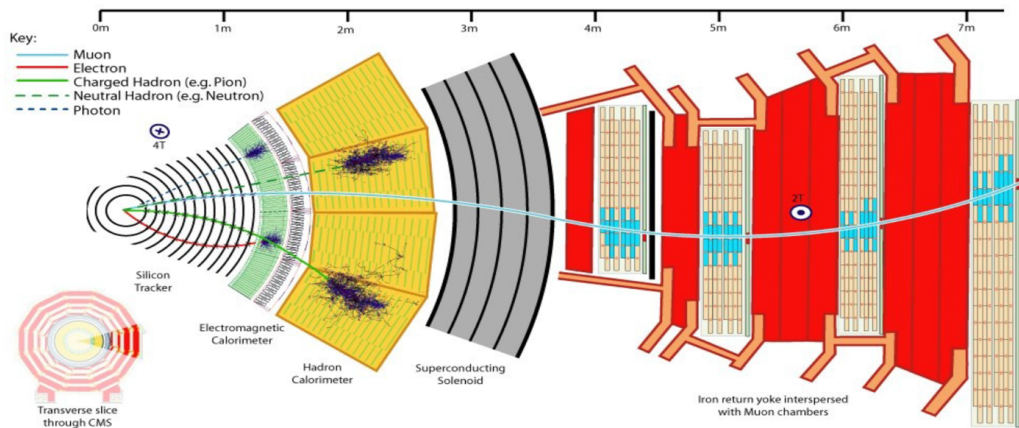 0m 1m 2m 3m 4m 5m 6m 7m
Key:
Muon
Electron
Charged Hadron (e.g. Pion)
Neutral Hadron (e.g. Neutron)
Photon
4T
2T
Silicon
Tracker
Electromagnetic
Calorimeter
Hadron
Calorimeter
Superconducting
Solenoid
Iron return yoke interspersed
with Muon chambers
Transverse slice
through CMS